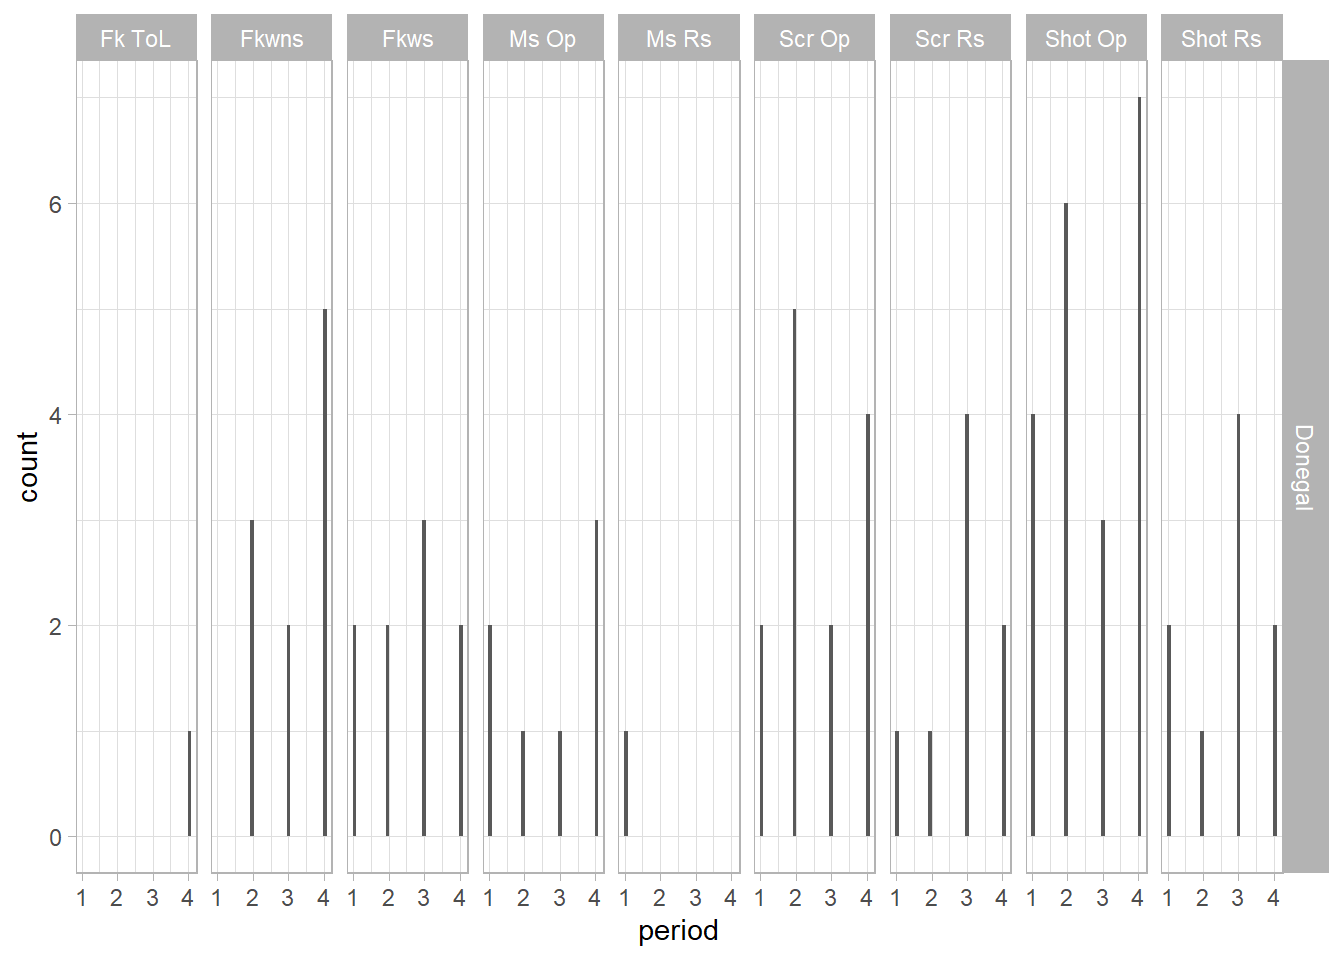 Fk ToL Fkwns Fkws Ms Op Ms Rs Scr Op Scr Rs Shot Op Shot Rs
6
4
2
0
count
Donegal
1 2 3 4 1 2 3 4 1 2 3 4 1 2 3 4 1 2 3 4 1 2 3 4 1 2 3 4 1 2 3 4 1 2 3 4
period